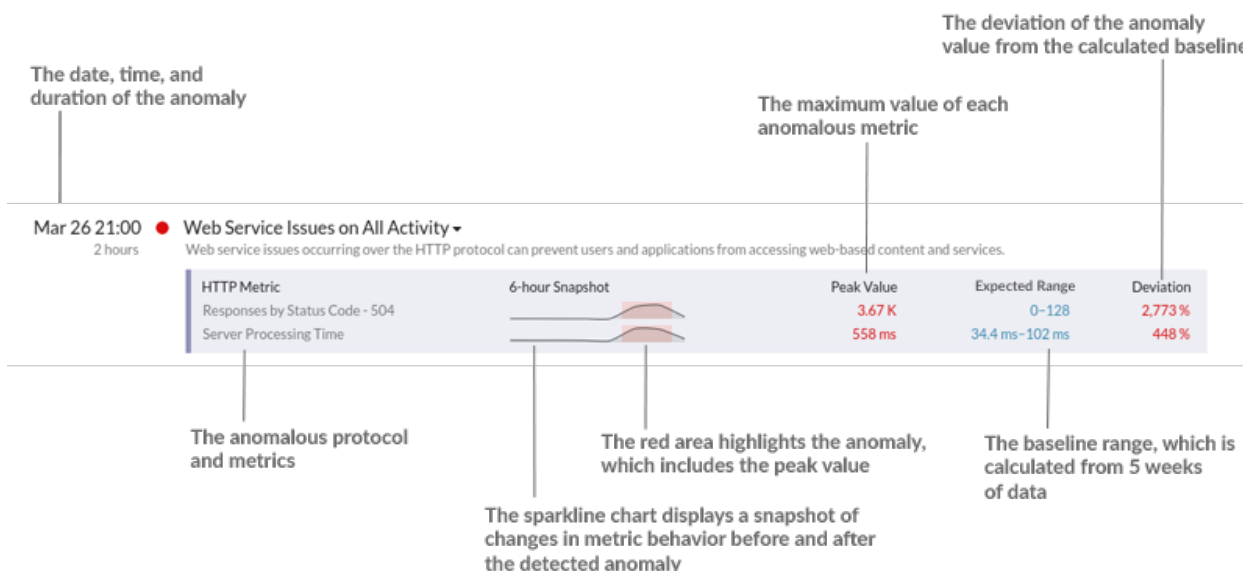 The deviation of the anomaly
value from the calculated baseline
The date, time, and
duration of the anomaly
The maximum value of each
anomalous metric
Mar 26 21:00
2 hours
Web Service Issues on All Activity
Web service issues occurring over the HTTP protocol can prevent users and applications from accessing web-based content and services.
HTTP Metric 6-hour Snapshot Peak Value Expected Range Deviation
Responses by Status Code - 504 3.67 K 0–128 2,773 %
Server Processing Time 558 ms 34.4 ms–102 ms 448 %
The anomalous protocol
and metrics
The red area highlights the anomaly,
which includes the peak value
The baseline range, which is
calculated from 5 weeks
of data
The sparkline chart displays a snapshot of
changes in metric behavior before and after
the detected anomaly